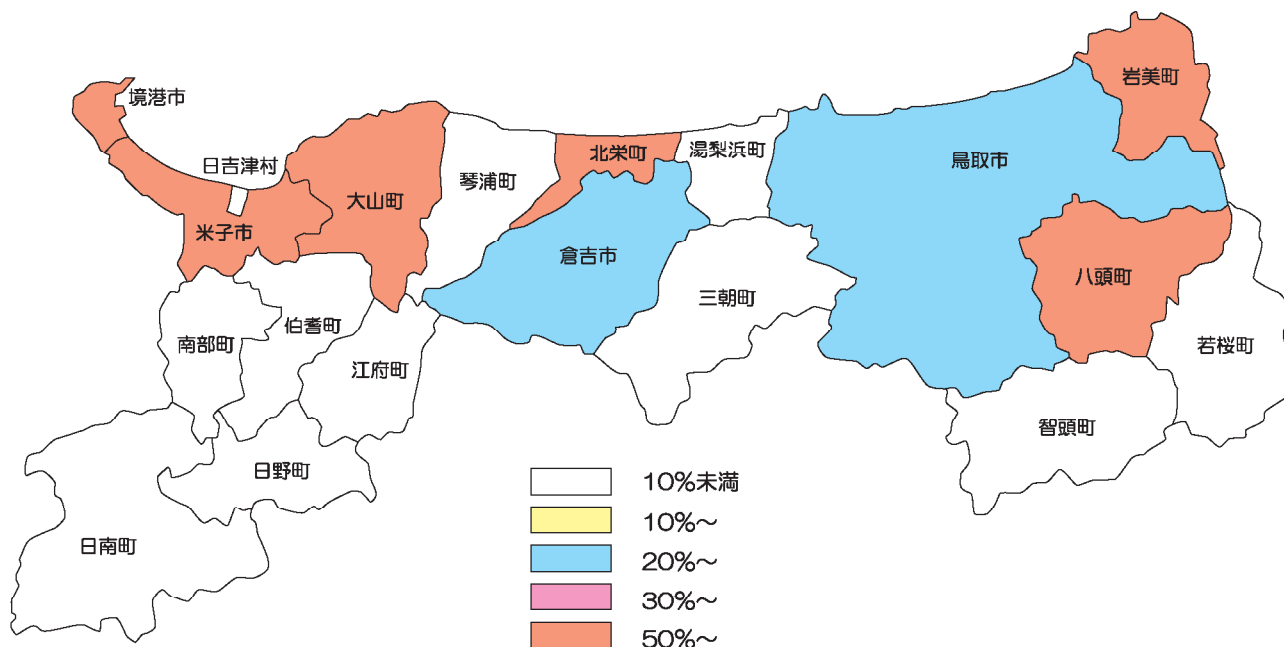 岩美町
境港市
日吉津村
北栄町
湯梨浜町
鳥取市
琴浦町
大山町
米子市
倉吉市
八頭町
三朝町
伯耆町
南部町
江府町
若桜町
智頭町
日野町
日南町
10%未満
10%～
20%～
30%～
50%～